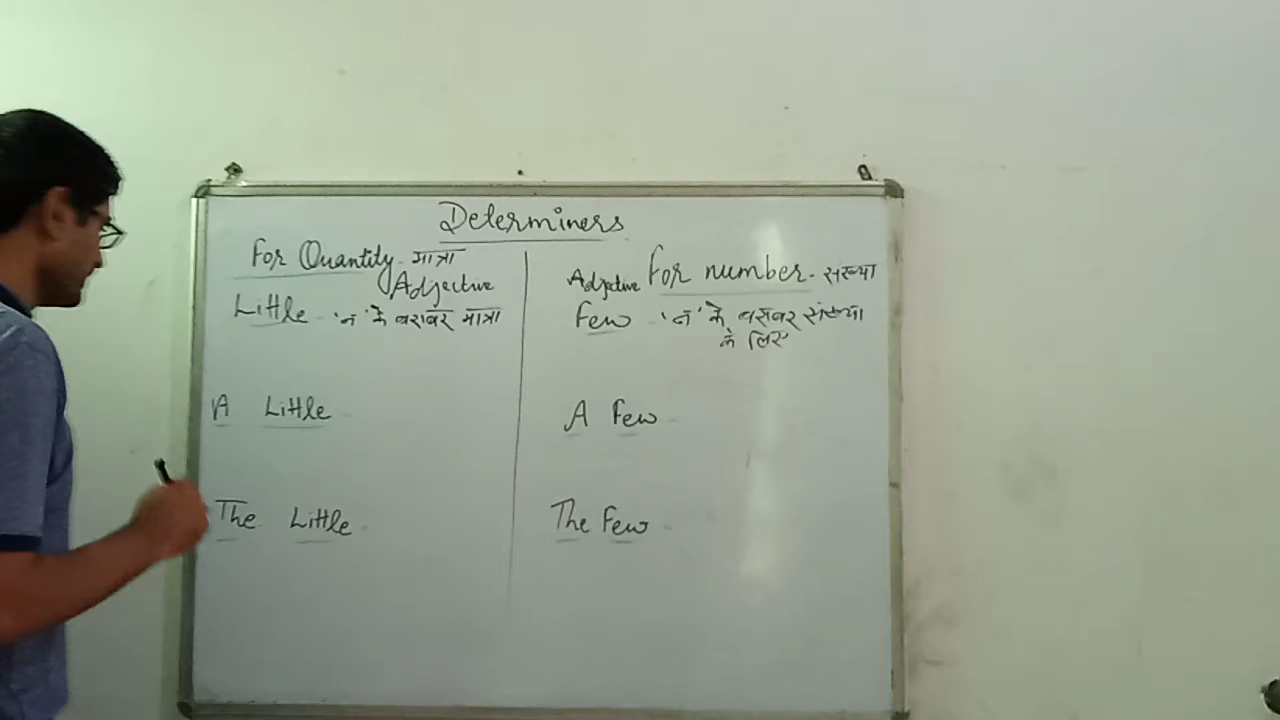 Determiners
For Quantity - मात्रा
Adjective
Little - 'न' के बराबर मात्रा
A Little -
The Little -
Adjective For number - संख्या
Few - 'न' के बराबर संख्या
के लिए
A Few -
The Few -